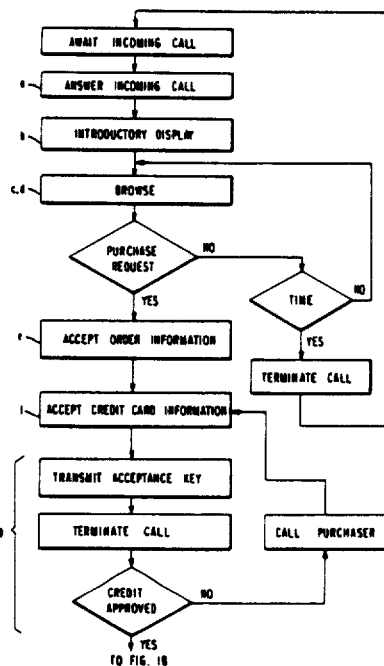 AWAIT INCOMING CALL
a ANSWER INCOMING CALL
b INTRODUCTORY DISPLAY
c,d BROWSE
PURCHASE
REQUEST
NO
YES
TIME
NO
YES
e ACCEPT ORDER INFORMATION
TERMINATE CALL
f ACCEPT CREDIT CARD INFORMATION
TRANSMIT ACCEPTANCE KEY
g
TERMINATE CALL
CALL PURCHASER
CREDIT
APPROVED
NO
YES
TO FIG. 1B